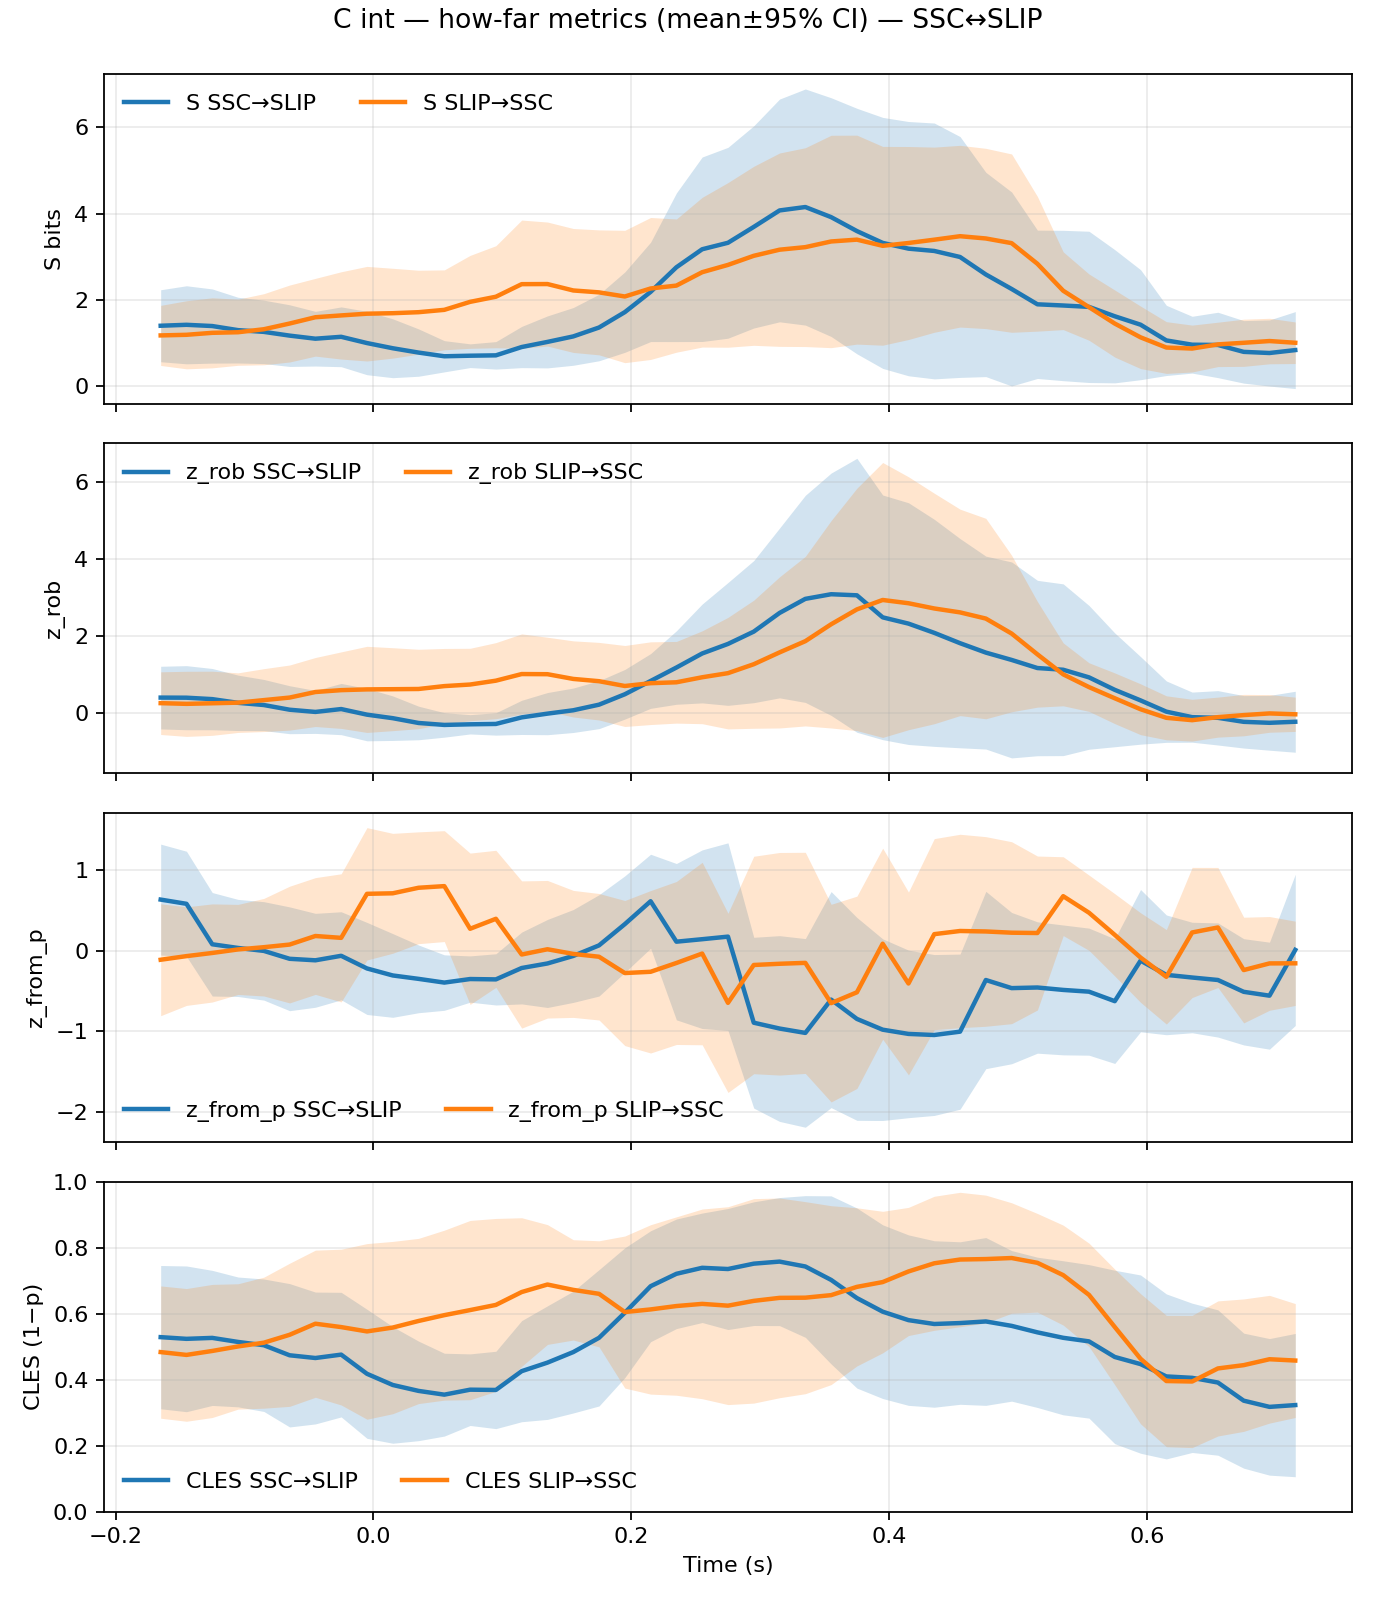 C int — how-far metrics (mean±95% CI) — SSC↔SLIP
S SSC→SLIP S SLIP→SSC
6
4
2
0
S bits
z_rob SSC→SLIP z_rob SLIP→SSC
6
4
2
0
z_rob
1
0
−1
−2
z_from_p
z_from_p SSC→SLIP z_from_p SLIP→SSC
1.0
0.8
0.6
0.4
0.2
0.0
CLES (1−p)
CLES SSC→SLIP CLES SLIP→SSC
−0.2 0.0 0.2 0.4 0.6
Time (s)